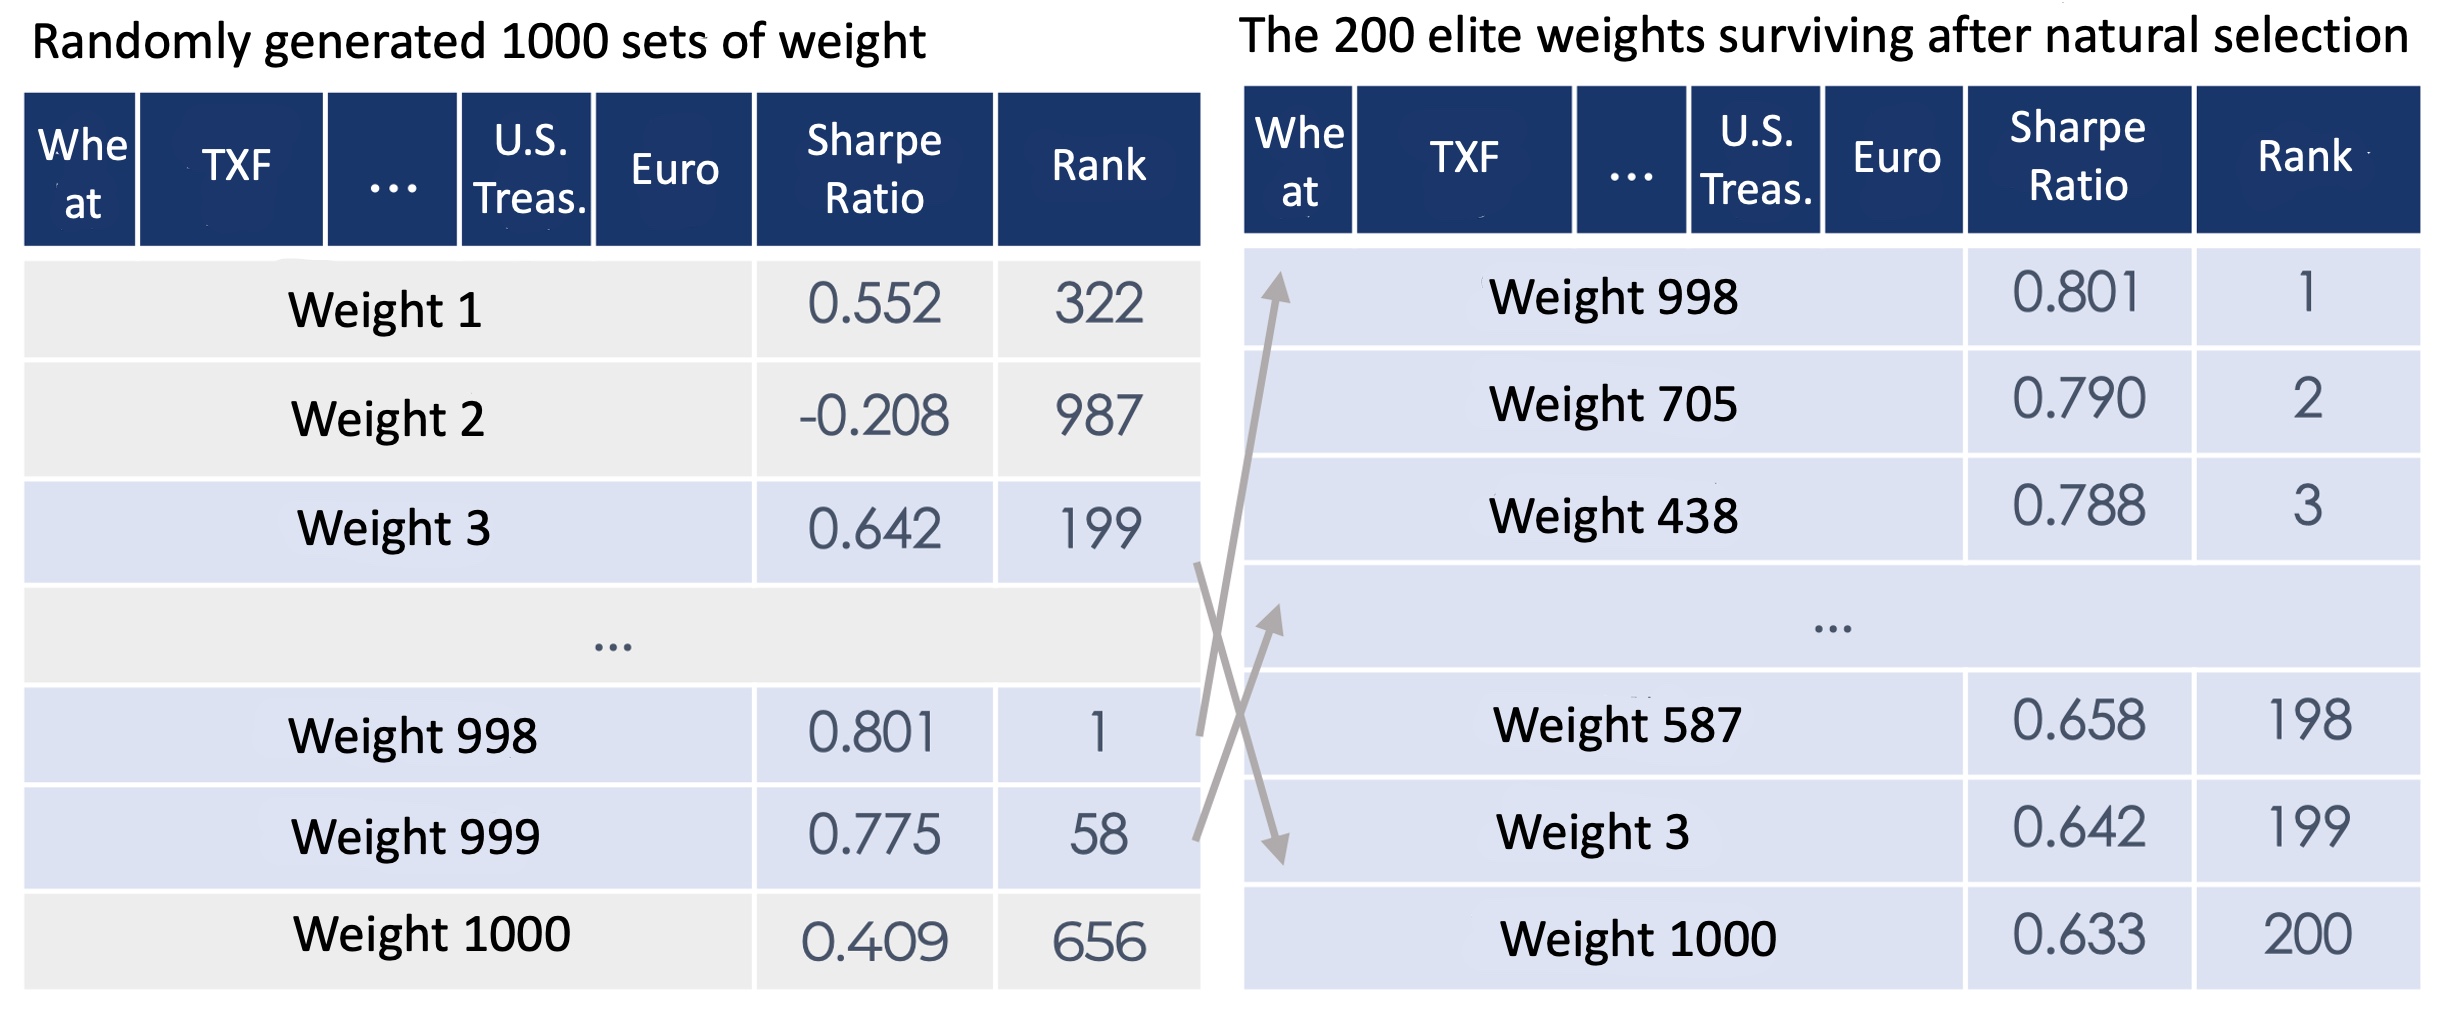 Randomly generated 1000 sets of weight
Whe
at
TXF
...
U.S.
Treas.
Euro
Sharpe
Ratio
Rank
Weight 1 0.552 322
Weight 2 -0.208 987
Weight 3 0.642 199
...
Weight 998 0.801 1
Weight 999 0.775 58
Weight 1000 0.409 656
The 200 elite weights surviving after natural selection
Whe
at
TXF
...
U.S.
Treas.
Euro
Sharpe
Ratio
Rank
Weight 998 0.801 1
Weight 705 0.790 2
Weight 438 0.788 3
...
Weight 587 0.658 198
Weight 3 0.642 199
Weight 1000 0.633 200